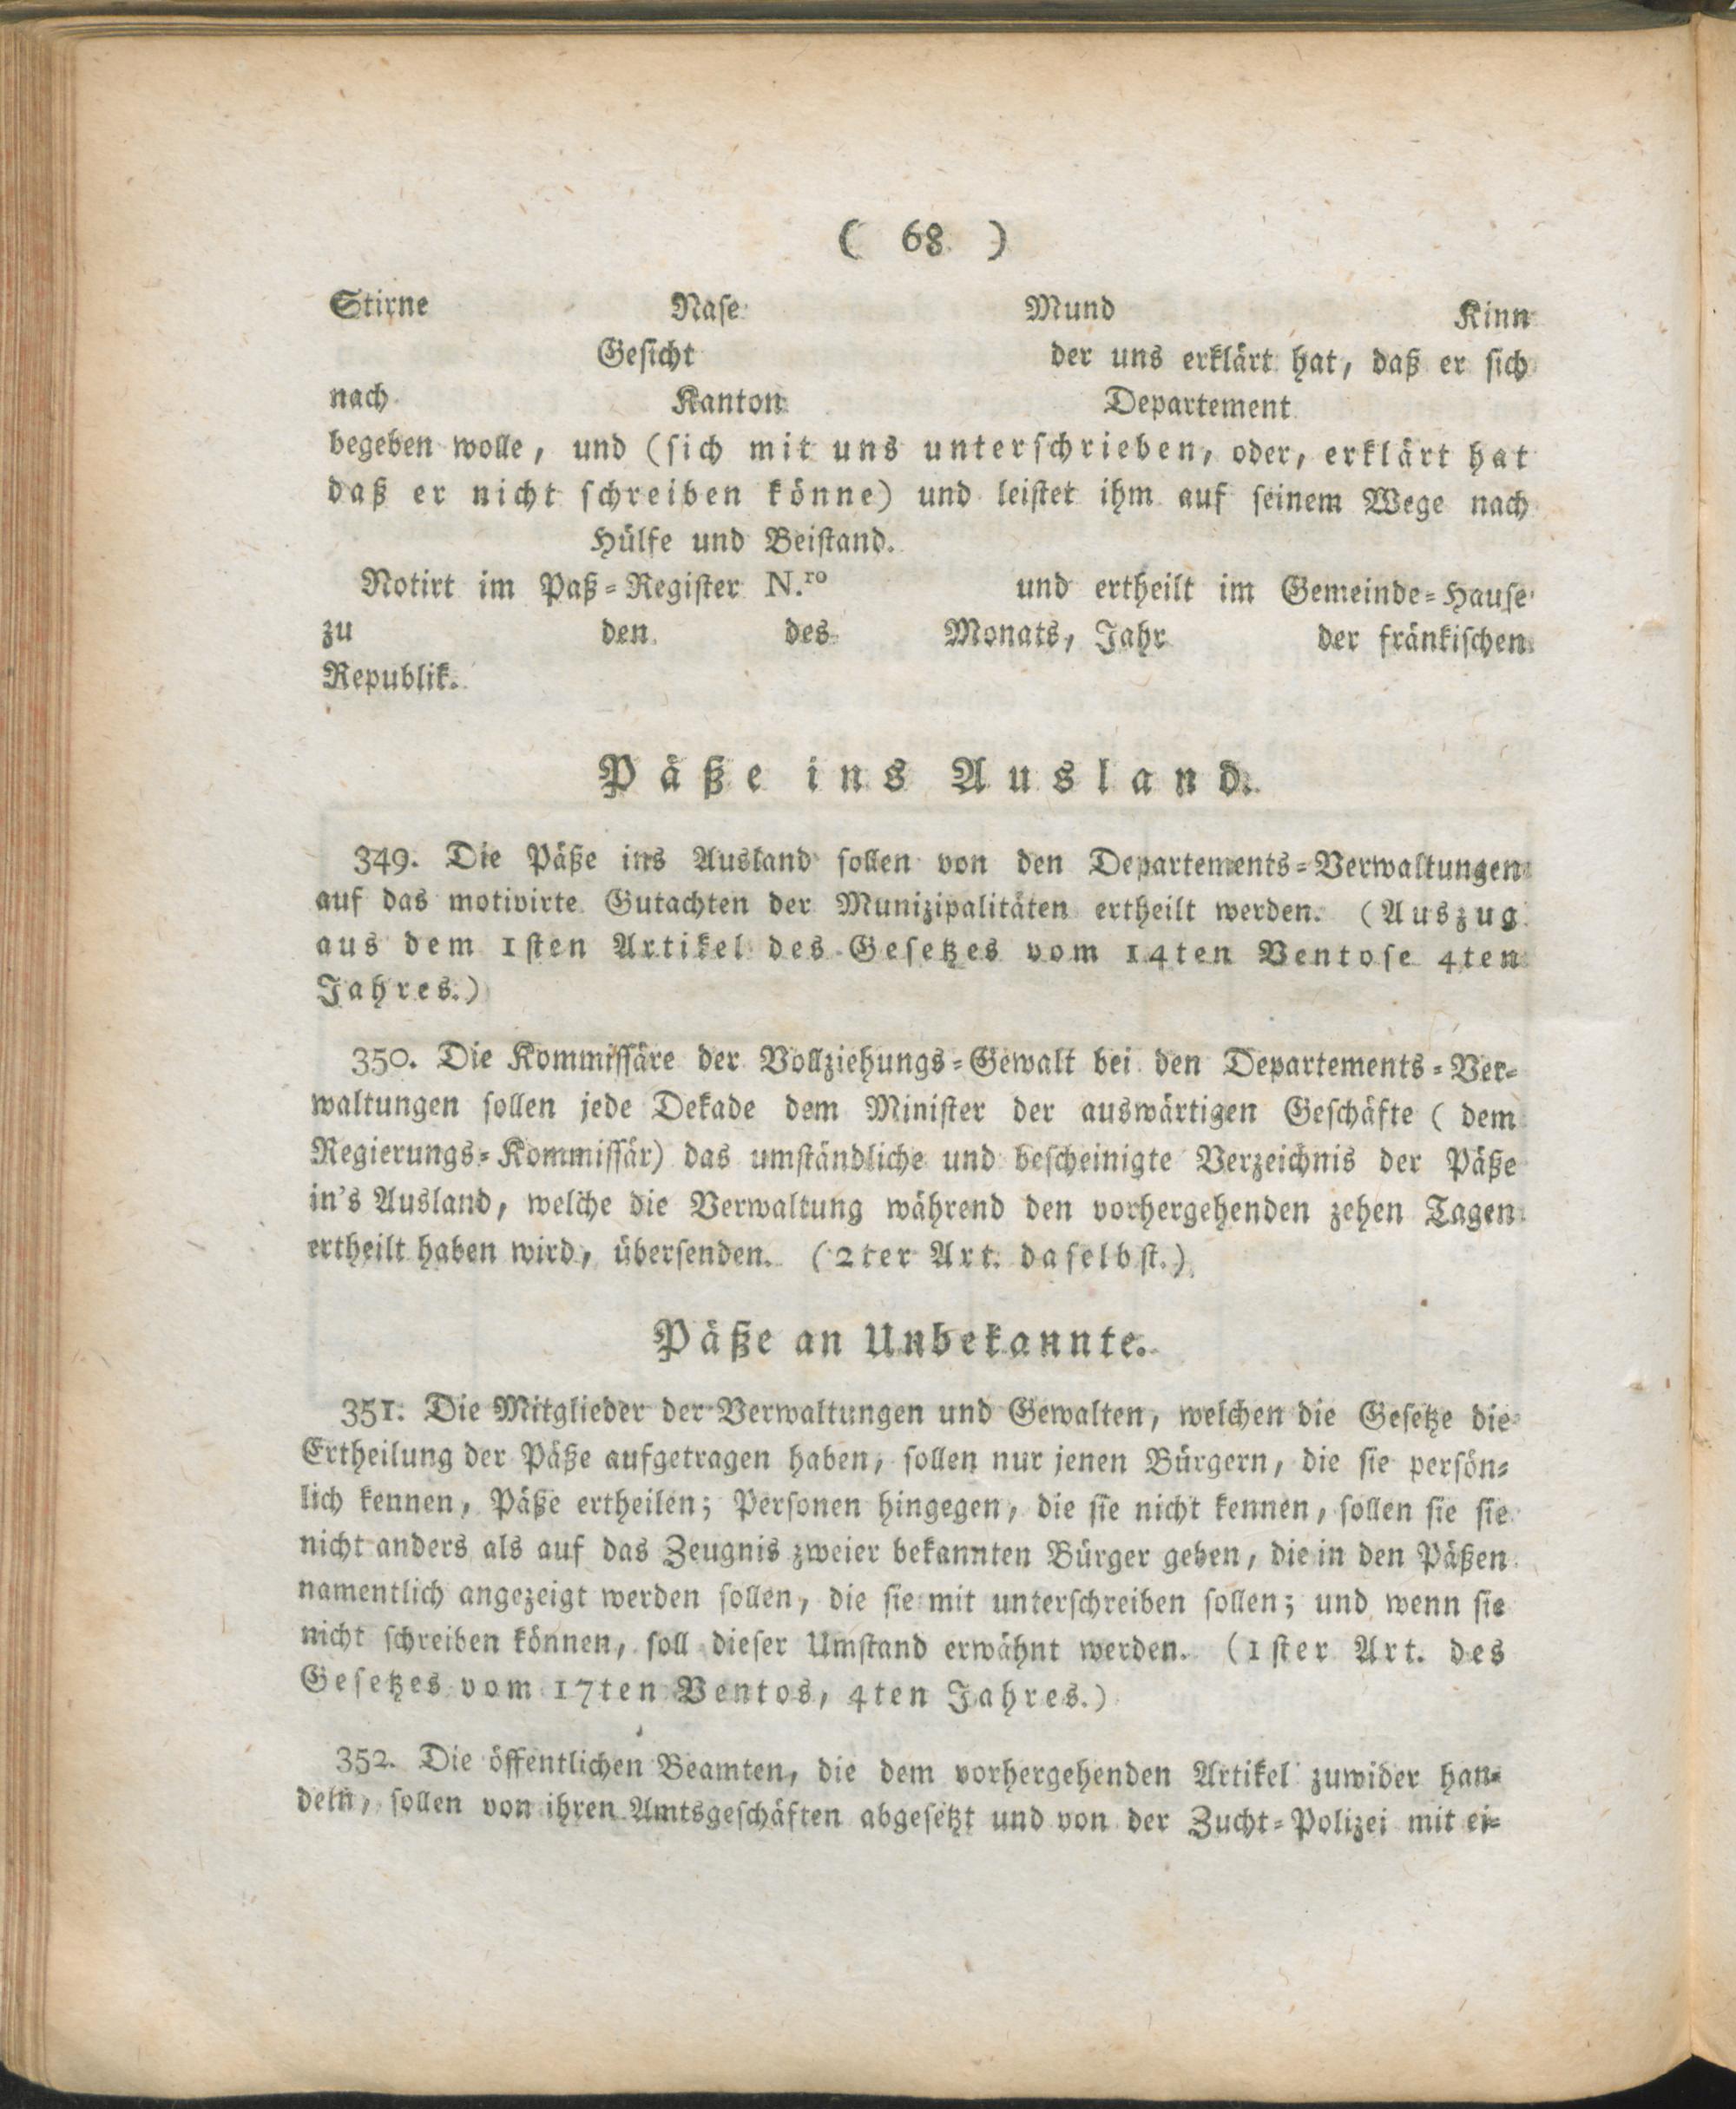 ( 68 )
Stirne Nase Mund Kinn
Gesicht der uns erklärt hat, daß er sich
nach Kanton Departement
begeben wolle, und (sich mit uns unterschrieben, oder, erklärt hat
daß er nicht schreiben könne) und leistet ihm auf seinem Wege nach
Hülfe und Beistand.
Notirt im Paß-Register N.ro und ertheilt im Gemeinde-Hause
zu den des Monats, Jahr der fränkischen
Republik.
Päße ins Ausland.
349. Die Päße ins Ausland sollen von den Departements-Verwaltungen
auf das motivirte Gutachten der Munizipalitäten ertheilt werden. (Auszug
aus dem 1sten Artikel des Gesetzes vom 14ten Ventose 4ten
Jahres.)
350. Die Kommissäre der Vollziehungs-Gewalt bei den Departements-Ver-
waltungen sollen jede Dekade dem Minister der auswärtigen Geschäfte ( dem
Regierungs-Kommissär) das umständliche und bescheinigte Verzeichnis der Päße
in's Ausland, welche die Verwaltung während den vorhergehenden zehen Tagen
ertheilt haben wird, übersenden. (2ter Art. daselbst.)
Päße an Unbekannte.
351. Die Mitglieder der Verwaltungen und Gewalten, welchen die Gesetze die
Ertheilung der Päße aufgetragen haben, sollen nur jenen Bürgern, die sie persön-
lich kennen, Päße ertheilen; Personen hingegen, die sie nicht kennen, sollen sie sie
nicht anders als auf das Zeugnis zweier bekannten Bürger geben, die in den Päßen
namentlich angezeigt werden sollen, die sie mit unterschreiben sollen; und wenn sie
nicht schreiben können, soll dieser Umstand erwähnt werden. (1ster Art. des
Gesetzes vom 17ten Ventos, 4ten Jahres.)
352. Die öffentlichen Beamten, die dem vorhergehenden Artikel zuwider han-
deln, sollen von ihren Amtsgeschäften abgesetzt und von der Zucht-Polizei mit ei-